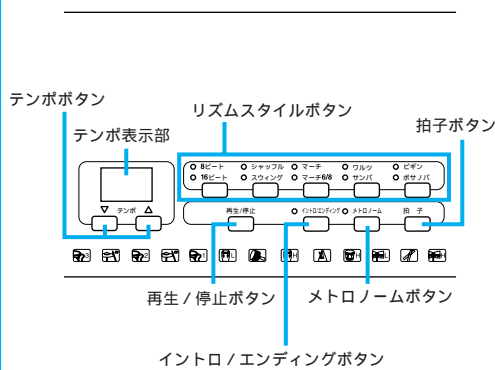 テンポボタン
リズムスタイルボタン
拍子ボタン
テンポ表示部
8ビート シャッフル マーチ ワルツ ビギン
16ビート スウィング マーチ6/8 サンバ ボサノバ
▽ テンポ △
再生/停止 イントロ/エンディング メトロノーム 拍 子
再生 / 停止ボタン
メトロノームボタン
イントロ / エンディングボタン